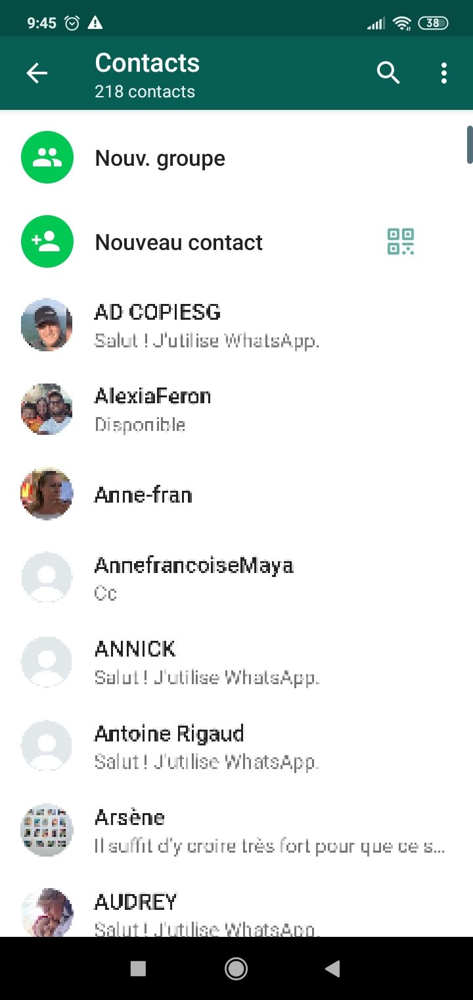 9:45
38
Contacts
218 contacts
Nouv. groupe
Nouveau contact
AD COPIESG
Salut ! J'utilise WhatsApp.
AlexiaFeron
Disponible
Anne-fran
AnnefrancoiseMaya
Cc
ANNICK
Salut ! J'utilise WhatsApp.
Antoine Rigaud
Salut ! J'utilise WhatsApp.
Arsène
Il suffit d'y croire très fort pour que ce s...
AUDREY
Salut ! J'utilise WhatsApp.